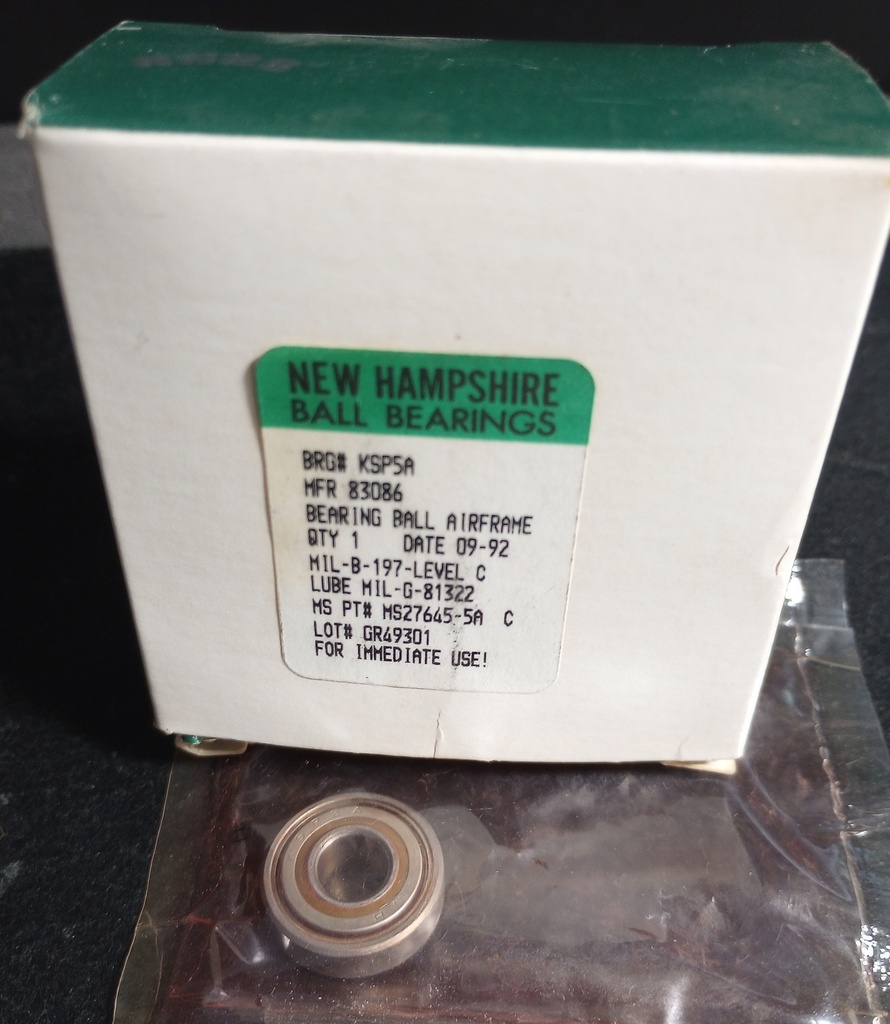 NEW HAMPSHIRE
BALL BEARINGS
BRG# KSP5A
MFR 83086
BEARING BALL AIRFRAME
QTY 1 DATE 09-92
MIL-B-197-LEVEL C
LUBE MIL-G-81322
MS PT# MS27645-5A C
LOT# GR49301
FOR IMMEDIATE USE!